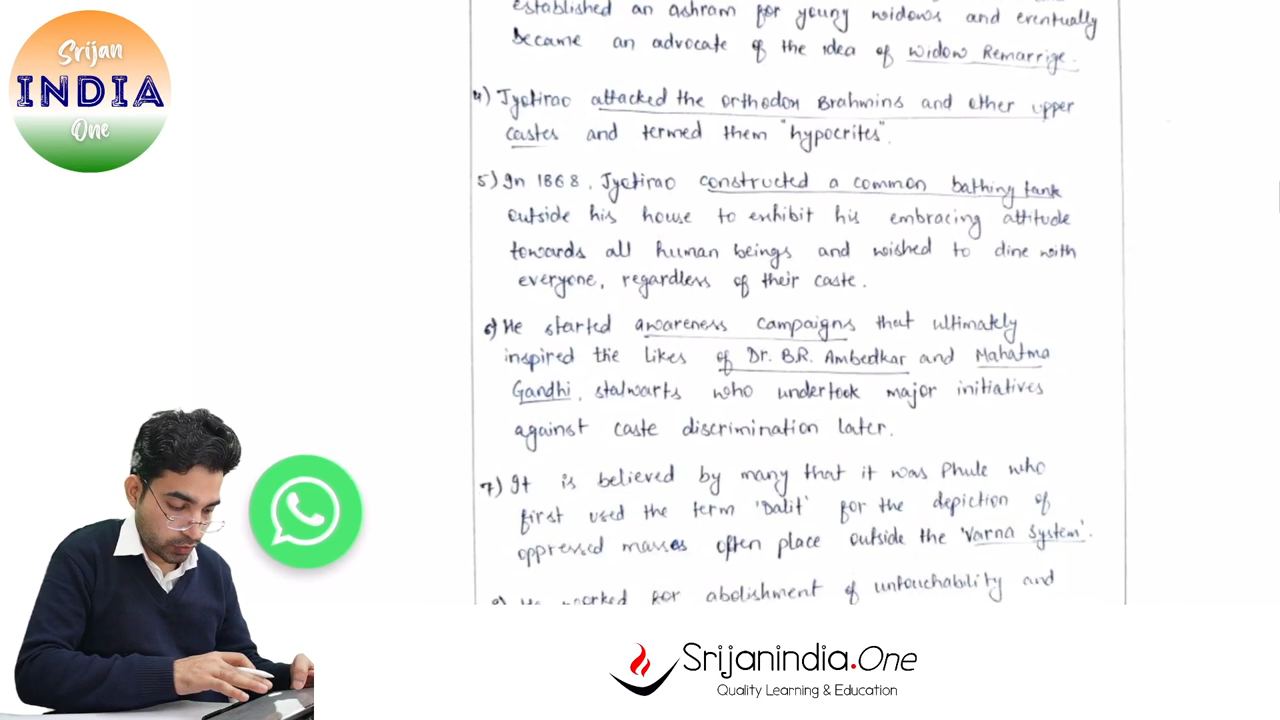 Srijan
INDIA
One
established an ashram for young widows and eventually
became an advocate of the idea of widow Remarrige.
4) Jyotirao attacked the orthodox Brahmins and other upper
castes and termed them "hypocrites".
5) In 1868, Jyotirao constructed a common bathing tank
outside his house to exhibit his embracing attitude
towards all human beings and wished to dine with
everyone, regardless of their caste.
6) He started awareness campaigns that ultimately
inspired the likes of Dr. B.R. Ambedkar and Mahatma
Gandhi, stalwarts who undertook major initiatives
against caste discrimination later.
7) It is believed by many that it was Phule who
first used the term 'Dalit' for the depiction of
oppressed masses often place outside the 'Varna System'.
worked for abolishment of untouchability and
SrijanIndia.One
Quality Learning & Education